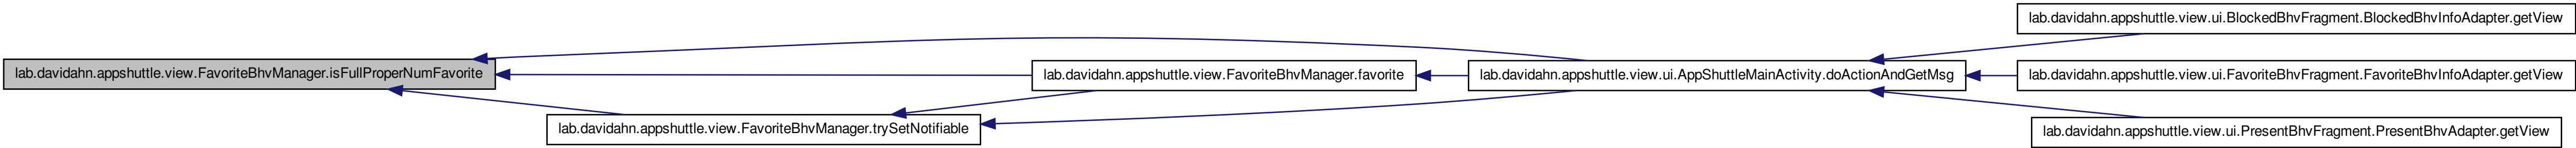 lab.davidahn.appshuttle.view.FavoriteBhvManager.isFullProperNumFavorite
lab.davidahn.appshuttle.view.FavoriteBhvManager.trySetNotifiable
lab.davidahn.appshuttle.view.FavoriteBhvManager.favorite
lab.davidahn.appshuttle.view.ui.AppShuttleMainActivity.doActionAndGetMsg
lab.davidahn.appshuttle.view.ui.BlockedBhvFragment.BlockedBhvInfoAdapter.getView
lab.davidahn.appshuttle.view.ui.FavoriteBhvFragment.FavoriteBhvInfoAdapter.getView
lab.davidahn.appshuttle.view.ui.PresentBhvFragment.PresentBhvAdapter.getView